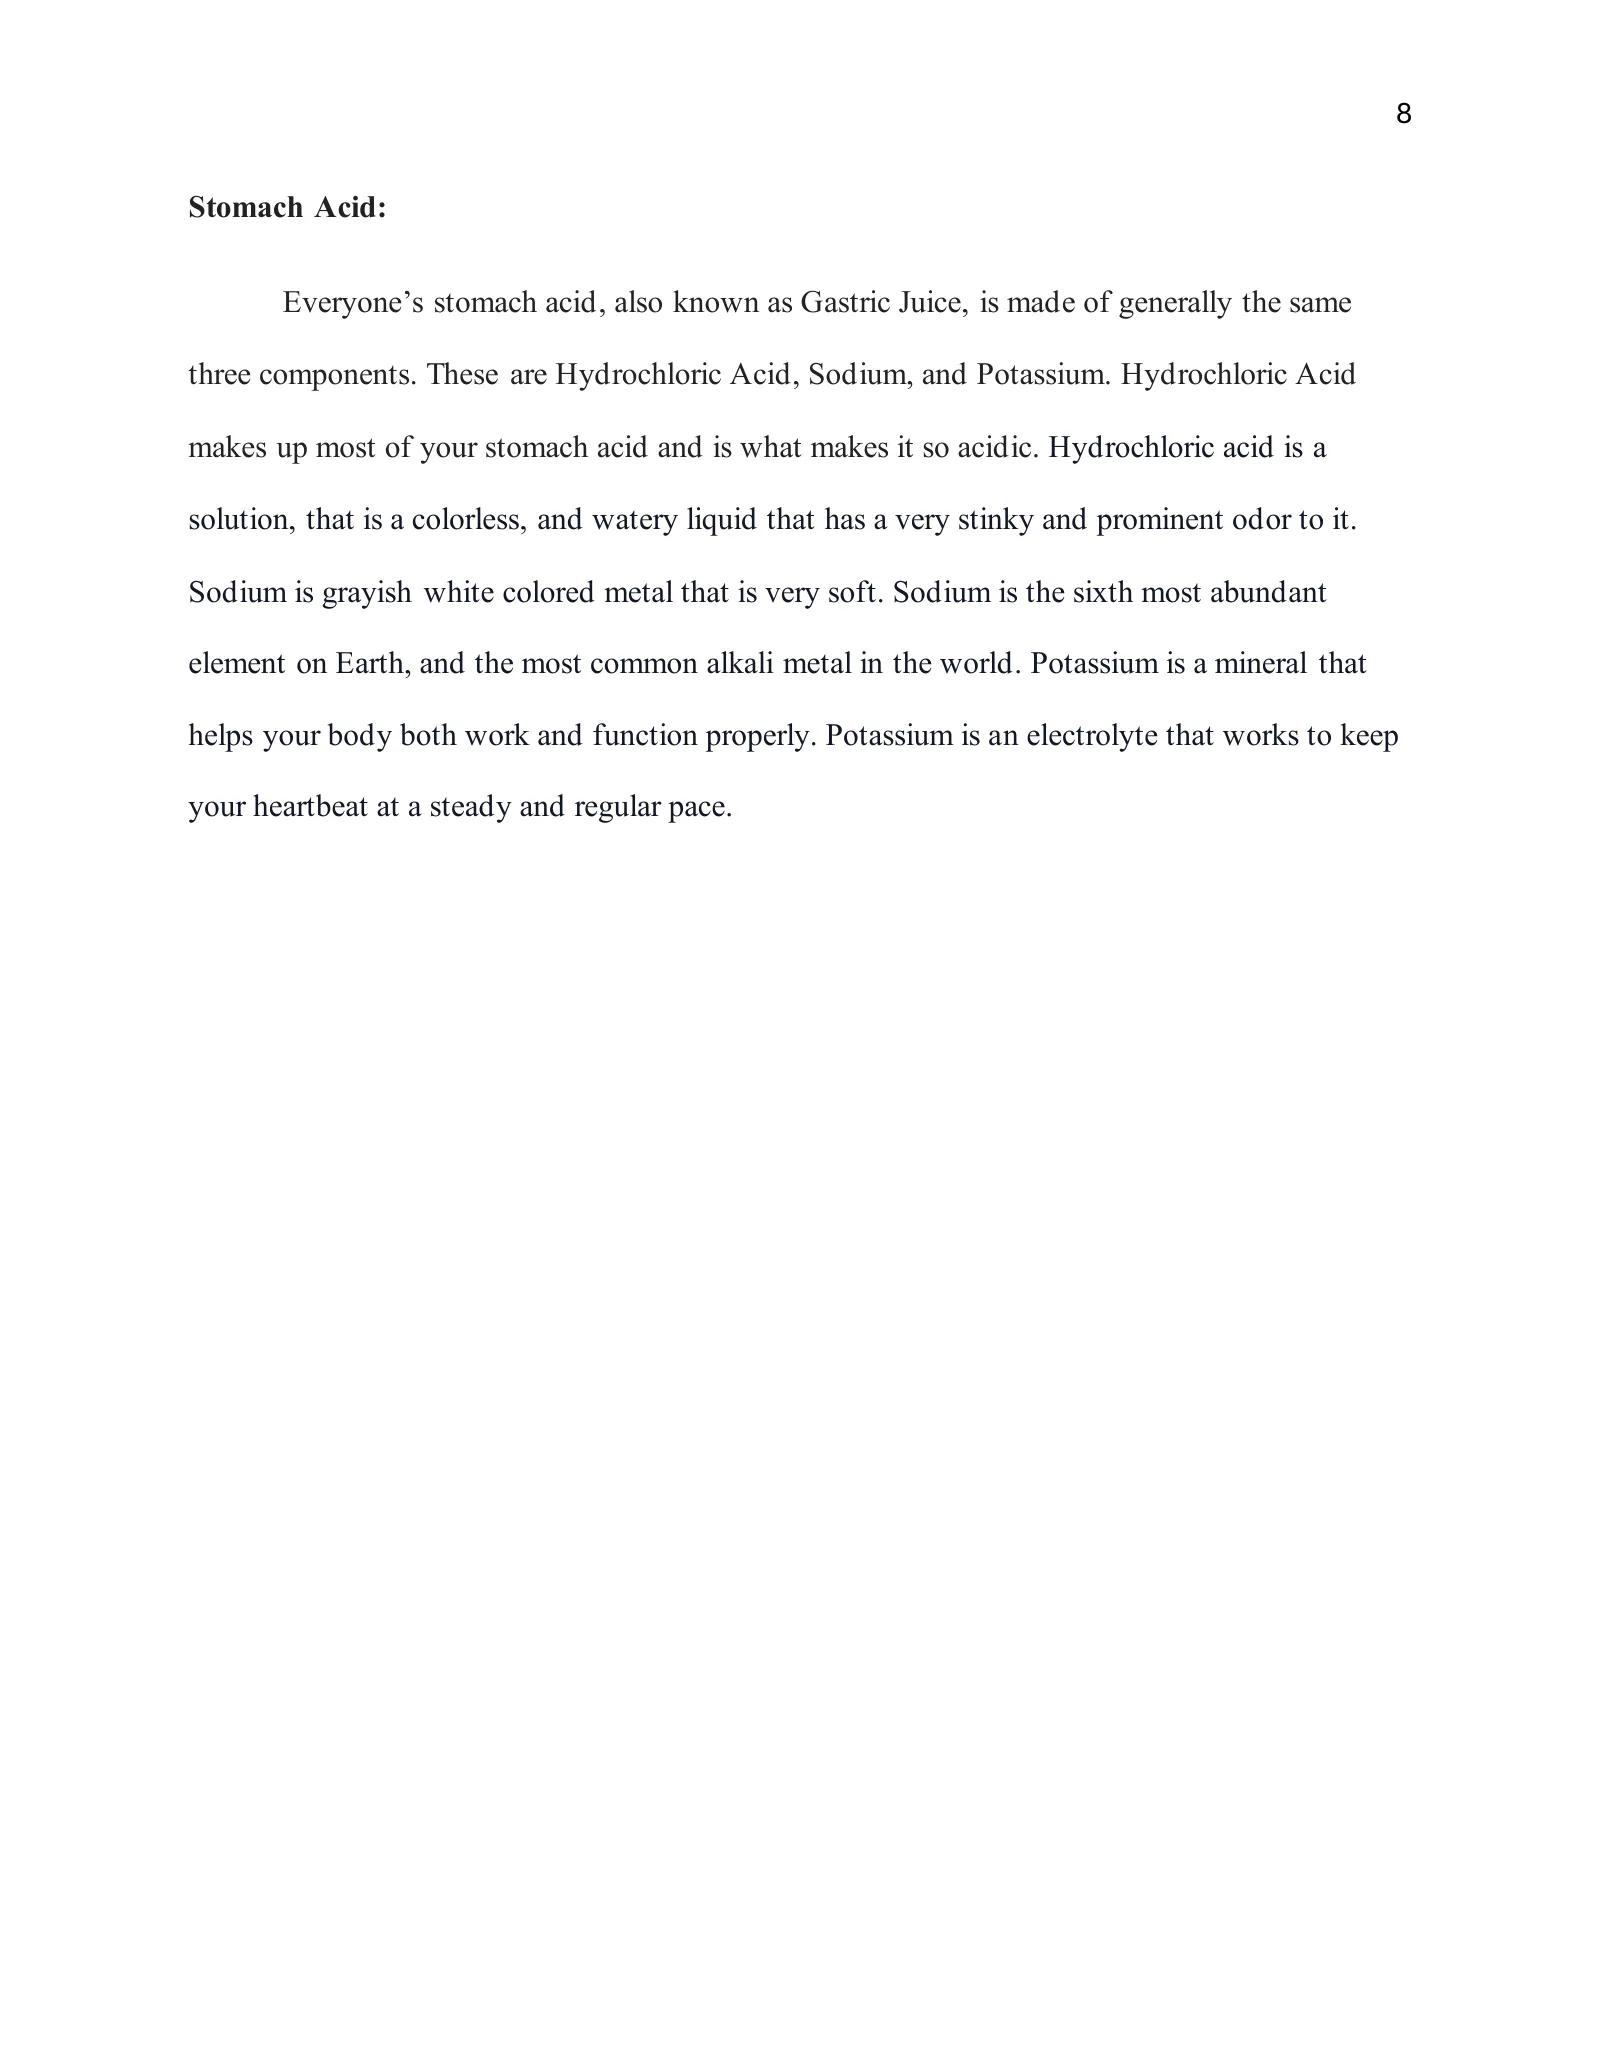 8
Stomach Acid:
Everyone’s stomach acid, also known as Gastric Juice, is made of generally the same
three components. These are Hydrochloric Acid, Sodium, and Potassium. Hydrochloric Acid
makes up most of your stomach acid and is what makes it so acidic. Hydrochloric acid is a
solution, that is a colorless, and watery liquid that has a very stinky and prominent odor to it.
Sodium is grayish white colored metal that is very soft. Sodium is the sixth most abundant
element on Earth, and the most common alkali metal in the world. Potassium is a mineral that
helps your body both work and function properly. Potassium is an electrolyte that works to keep
your heartbeat at a steady and regular pace.